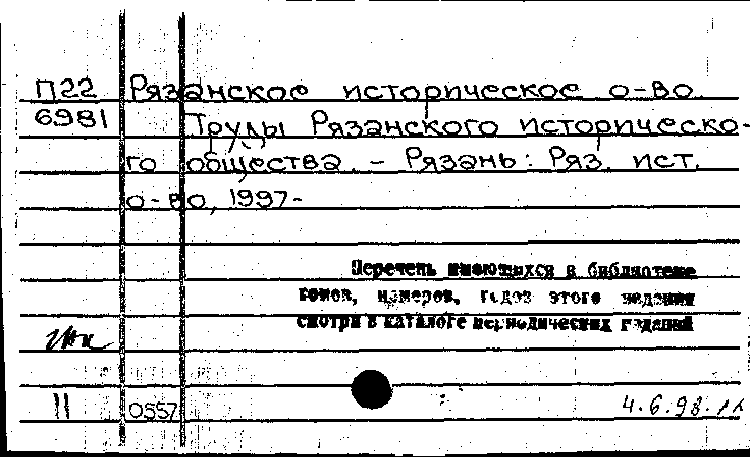 П22 Рязанское историческое о-во.
6981 Труды Рязанского историческо-
го общества. - Рязань: Ряз. ист.
о-во, 1997-
Перечень имеющихся в библиотеке
томов, номеров, годов этого издания
смотри в каталоге периодических изданий
11 0557 4.6.98.